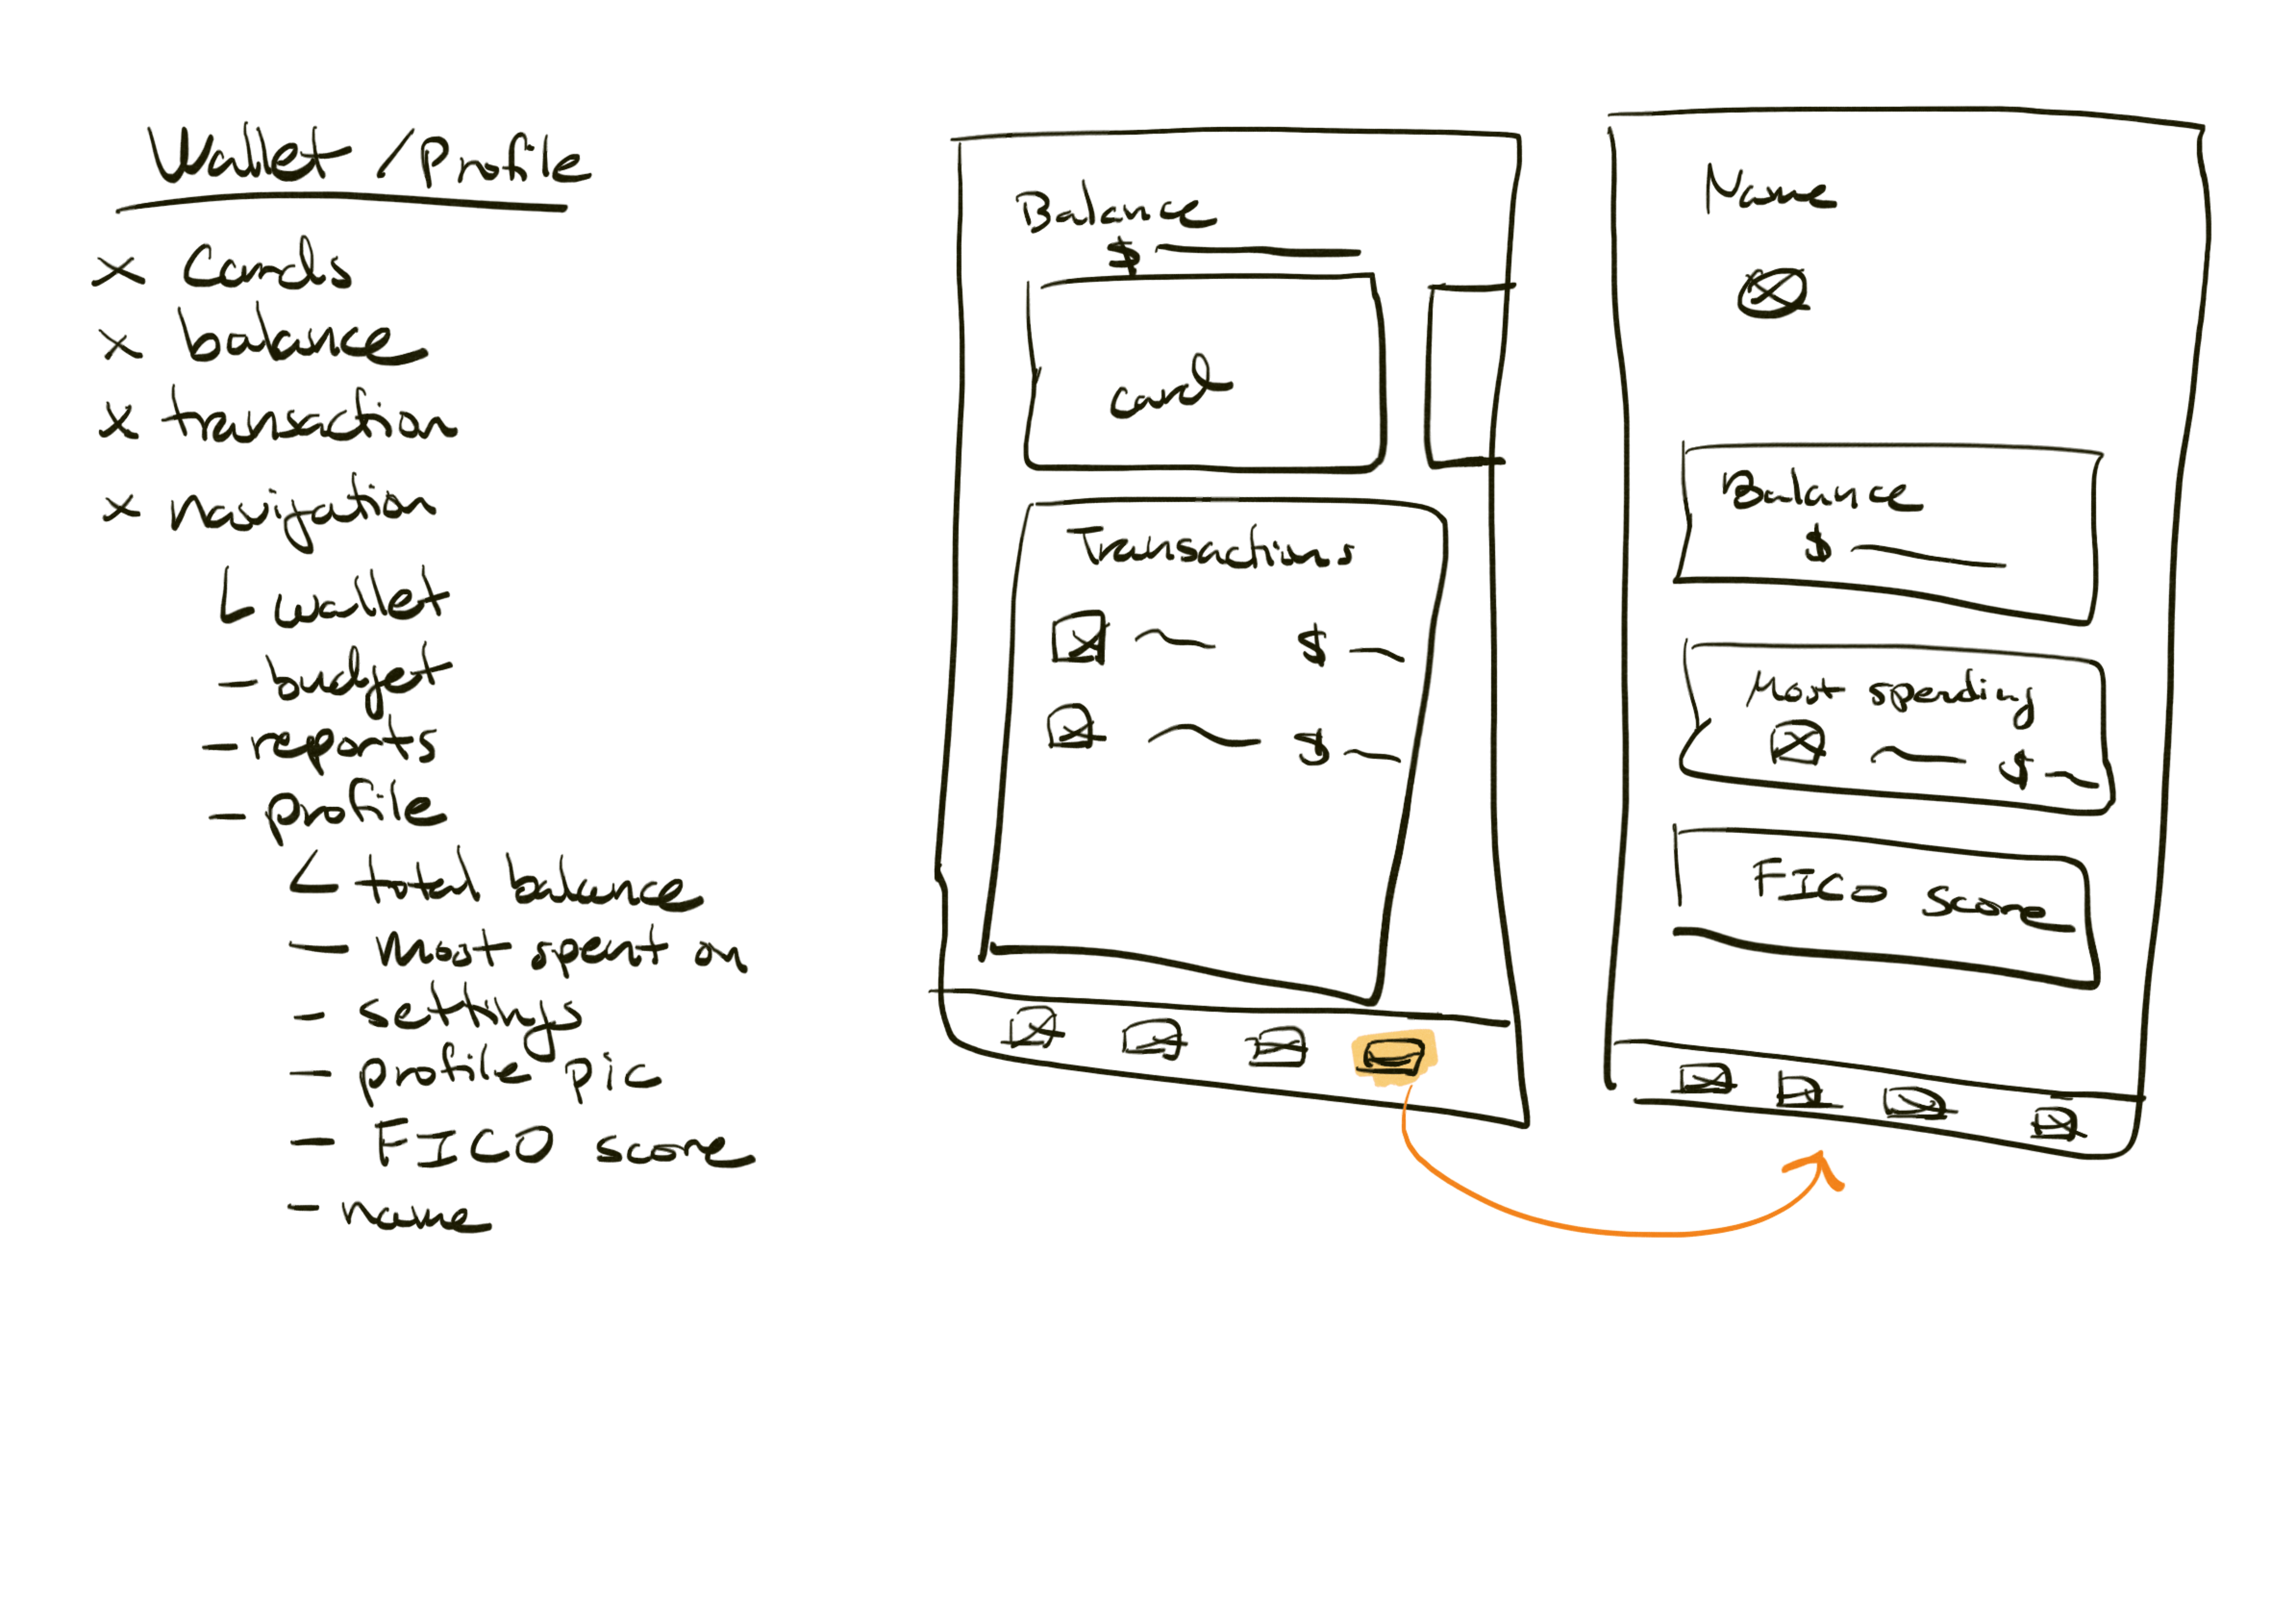 Wallet / Profile
x Cards
x balance
x transaction
x navigation
wallet
- budget
- reports
- profile
total balance
- most spent on
- settings
- profile pic
- FICO score
- name
Balance
$
card
Transactions
$
$
Name
Balance
$
Most spending
$
FICO Score